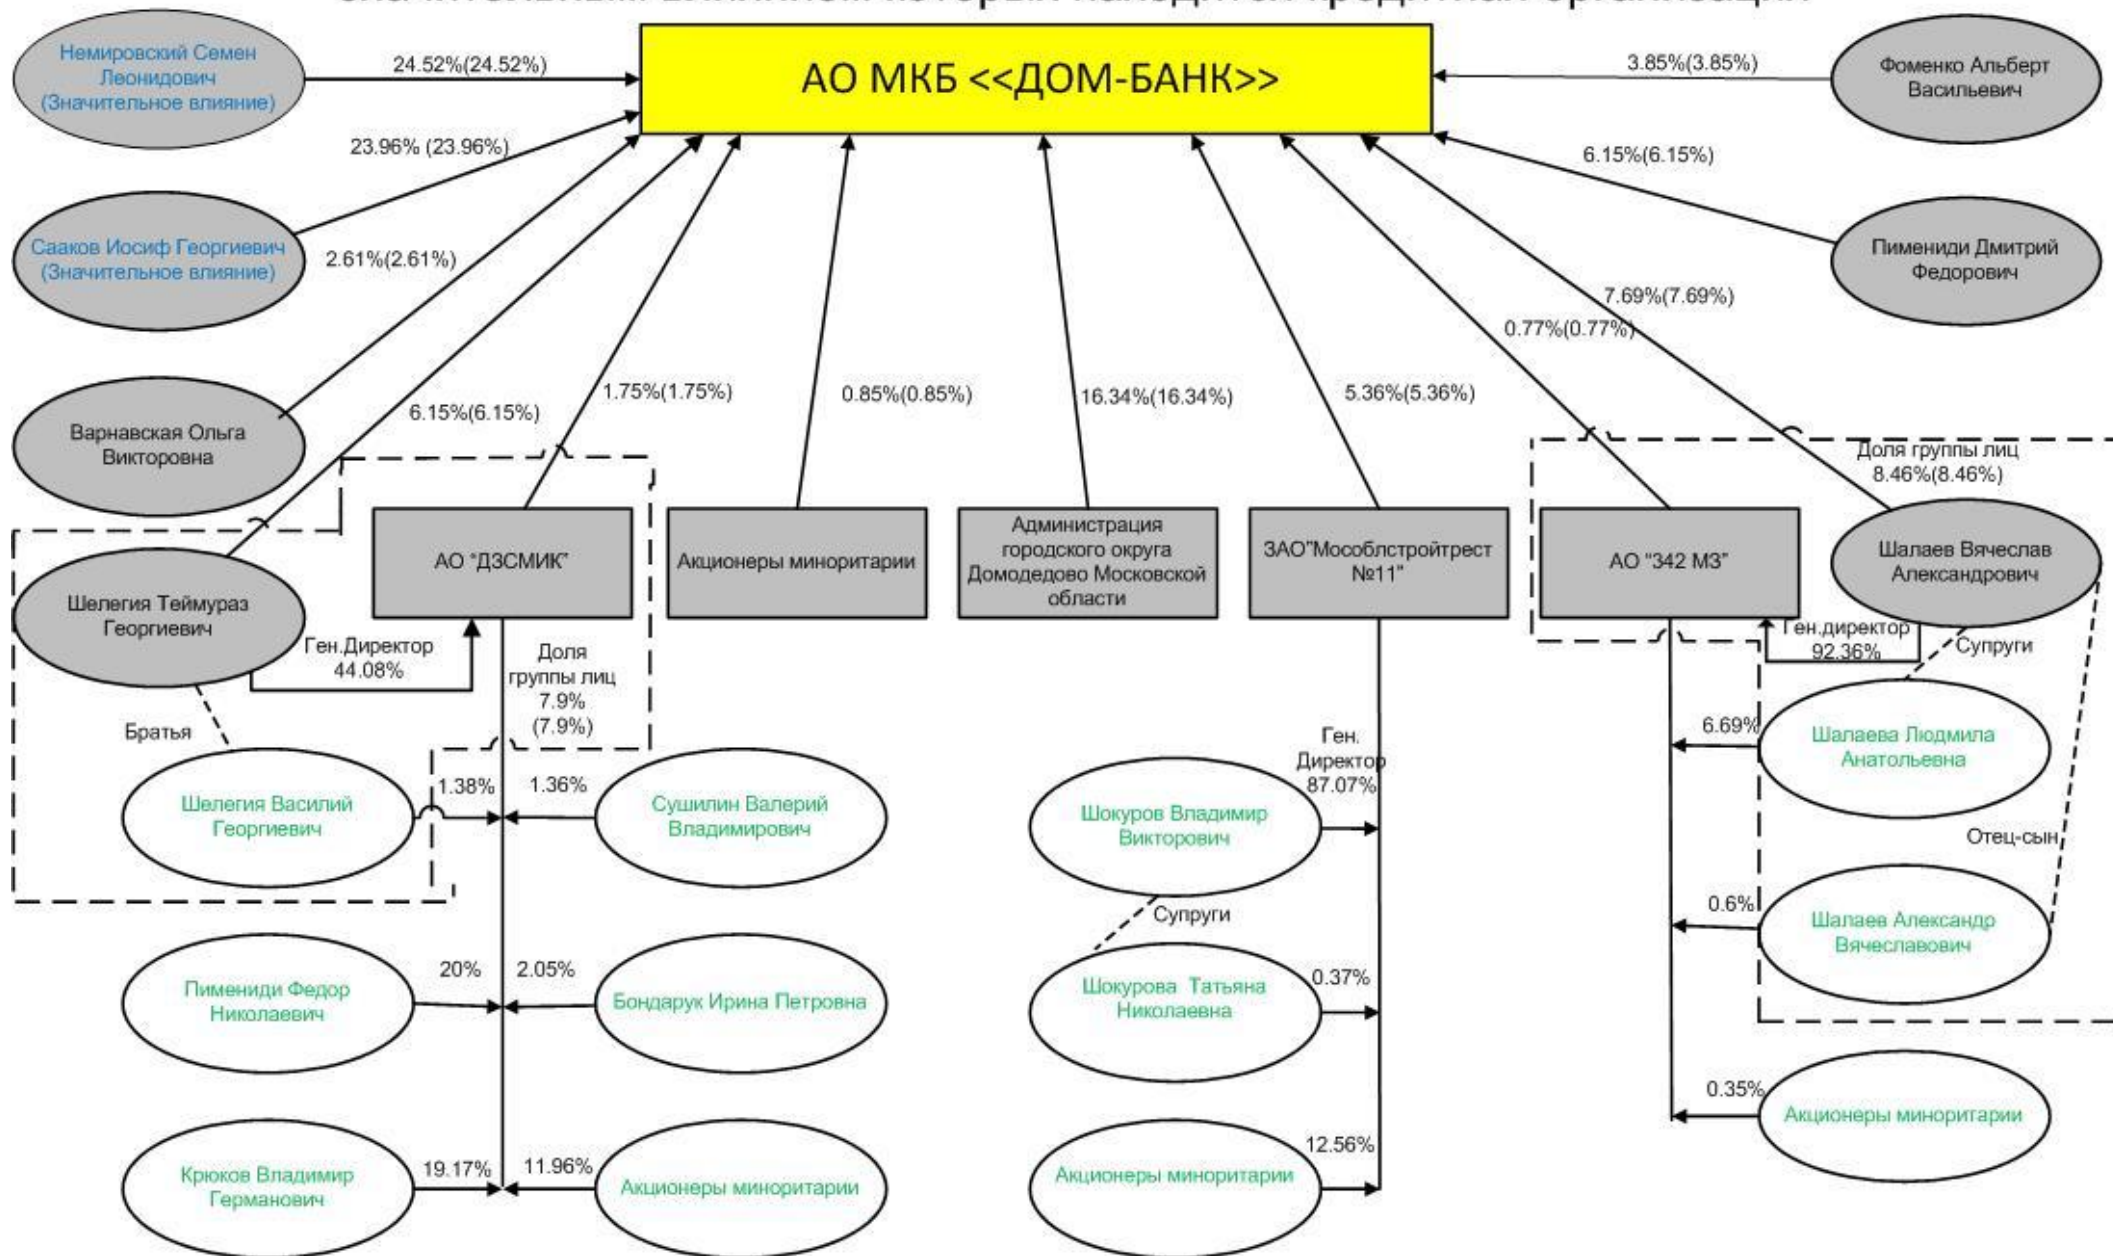 значительным влиянием которых находится кредитная организация
Немировский Семен
Леонидович
(Значительное влияние)
24.52%(24.52%)
АО МКБ <<ДОМ-БАНК>>
3.85%(3.85%)
Фоменко Альберт
Васильевич
23.96% (23.96%)
6.15%(6.15%)
Сааков Иосиф Георгиевич
(Значительное влияние)
2.61%(2.61%)
Пимениди Дмитрий
Федорович
7.69%(7.69%)
0.77%(0.77%)
Варнавская Ольга
Викторовна
6.15%(6.15%)
1.75%(1.75%)
0.85%(0.85%)
16.34%(16.34%)
5.36%(5.36%)
Доля группы лиц
8.46%(8.46%)
Шелегия Теймураз
Георгиевич
АО "ДЗСМИК"
Акционеры миноритарии
Администрация
городского округа
Домодедово Московской
области
ЗАО"Мособлстройтрест
№11"
АО "342 МЗ"
Шалаев Вячеслав
Александрович
Ген.Директор
44.08%
Доля
группы лиц
7.9%
(7.9%)
Ген.директор
92.36%
Супруги
Братья
Шелегия Василий
Георгиевич
1.38%
1.36%
Сушилин Валерий
Владимирович
Ген.
Директор
87.07%
Шокуров Владимир
Викторович
6.69%
Шалаева Людмила
Анатольевна
Отец-сын
Супруги
Пимениди Федор
Николаевич
20%
2.05%
Бондарук Ирина Петровна
Шокурова Татьяна
Николаевна
0.37%
0.6%
Шалаев Александр
Вячеславович
Крюков Владимир
Германович
19.17%
11.96%
Акционеры миноритарии
Акционеры миноритарии
12.56%
0.35%
Акционеры миноритарии